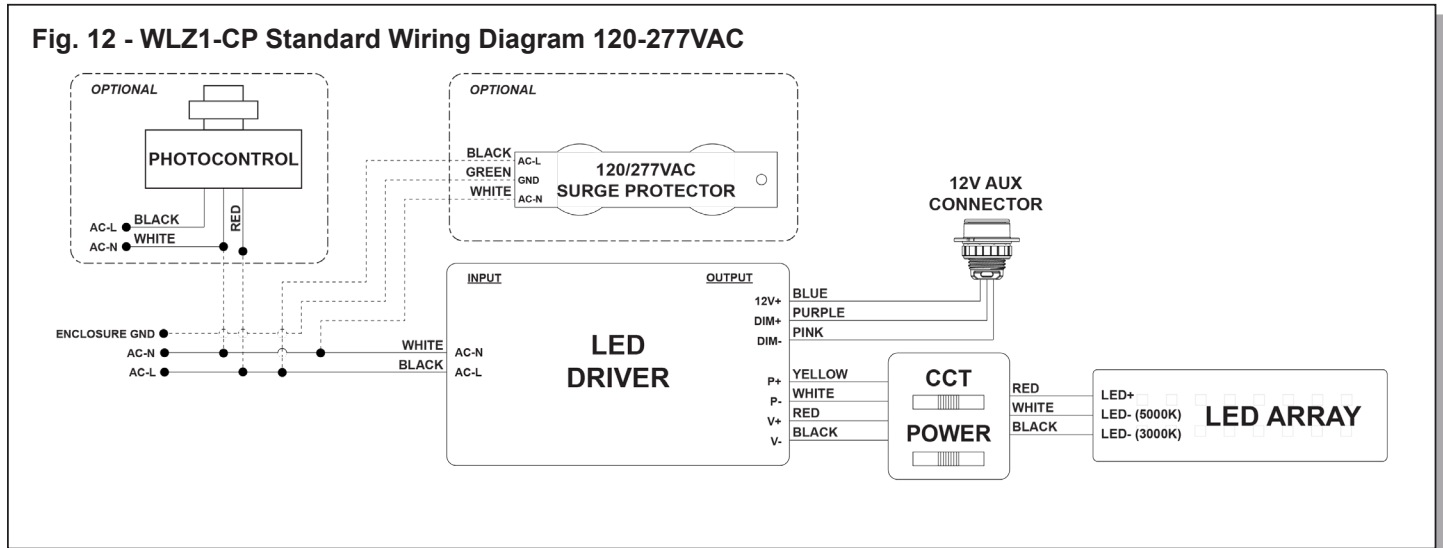 Fig. 12 - WLZ1-CP Standard Wiring Diagram 120-277VAC
OPTIONAL
PHOTOCONTROL
BLACK
AC-L
WHITE
AC-N
RED
OPTIONAL
BLACK
GREEN
WHITE
AC-L
GND
AC-N
120/277VAC
SURGE PROTECTOR
12V AUX
CONNECTOR
ENCLOSURE GND
AC-N
AC-L
WHITE
BLACK
INPUT
OUTPUT
AC-N
AC-L
LED
DRIVER
12V+
DIM+
DIM-
P+
P-
V+
V-
BLUE
PURPLE
PINK
YELLOW
WHITE
RED
BLACK
CCT
POWER
RED
WHITE
BLACK
LED+
LED- (5000K)
LED- (3000K)
LED ARRAY